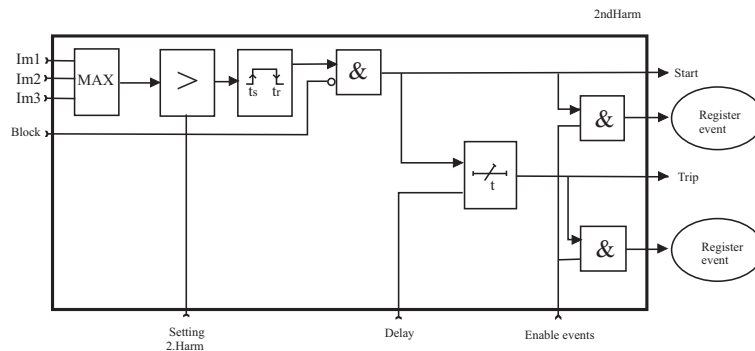 2ndHarm
Im1
Im2
Im3
MAX
>
ts tr
&
Start
Register
event
&
Block
t
Trip
&
Register
event
Setting
2.Harm
Delay
Enable events